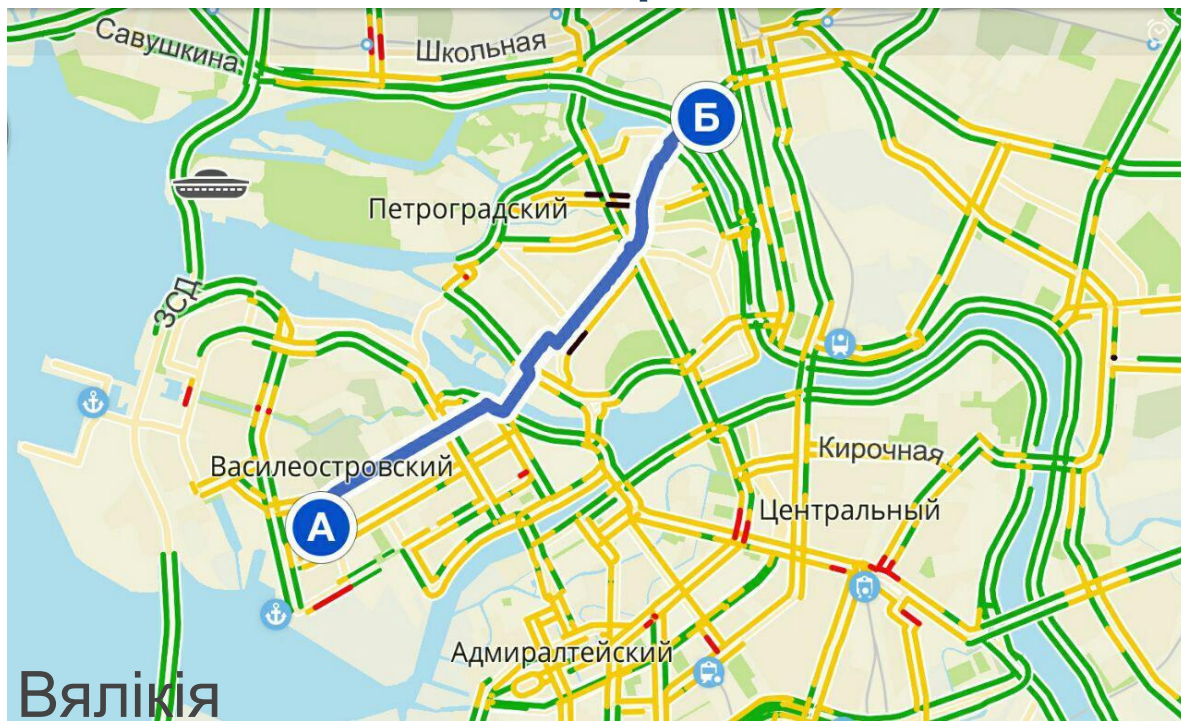 Савушкина
Школьная
Б
Петроградский
ЗСД
Василеостровский
Кирочная
А
Центральный
Адмиралтейский
Вялікія